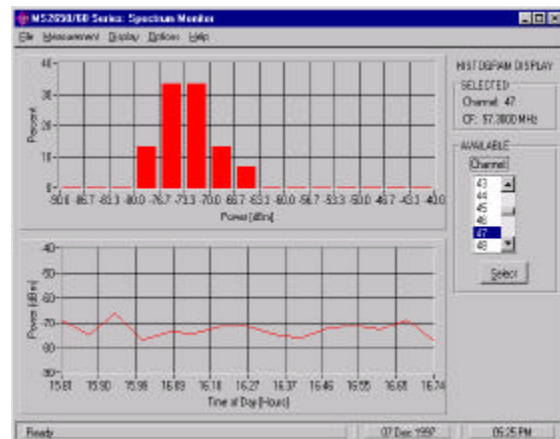 MS2650/60 Series: Spectrum Monitor
File Measurement Display Options Help
HISTOGRAM DISPLAY
SELECTED
Channel: 47
CF: 97.3000 MHz
AVAILABLE
Channel
43
44
45
46
47
48
Select
Percent
40
30
20
10
0
-90.0 -86.7 -83.3 -80.0 -76.7 -73.3 -70.0 -66.7 -63.3 -60.0 -56.7 -53.3 -50.0 -46.7 -43.3 -40.0
Power [dBm]
Power [dBm]
-40
-50
-60
-70
-80
-90
15.81 15.90 15.99 16.09 16.18 16.27 16.37 16.46 16.55 16.65 16.74
Time of Day [Hours]
Ready
07 Dec 1997
05:25 PM